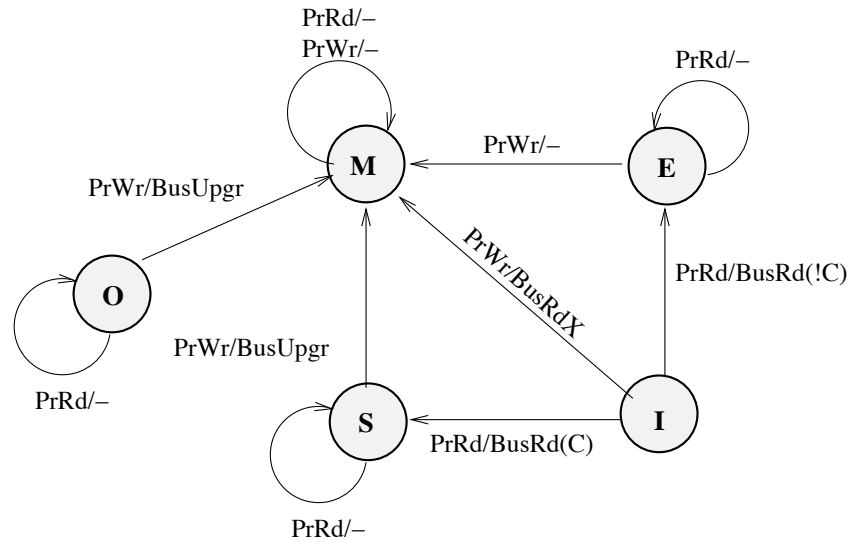 PrRd/–
PrWr/–
PrRd/–
M
PrWr/–
E
PrWr/BusUpgr
PrWr/BusRdX
PrRd/BusRd(!C)
O
PrWr/BusUpgr
PrRd/–
S
PrRd/BusRd(C)
I
PrRd/–